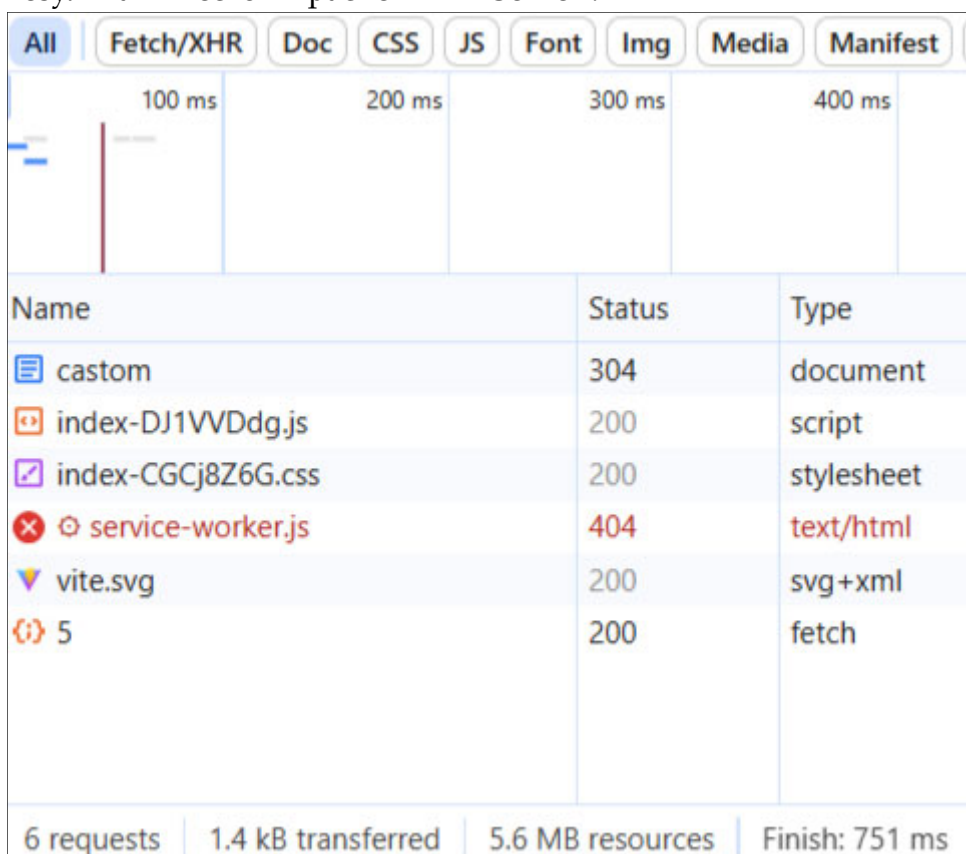 All Fetch/XHR Doc CSS JS Font Img Media Manifest
100 ms 200 ms 300 ms 400 ms
Name Status Type
castom 304 document
index-DJ1VVDdg.js 200 script
index-CGCj8Z6G.css 200 stylesheet
service-worker.js 404 text/html
vite.svg 200 svg+xml
5 200 fetch
6 requests 1.4 kB transferred 5.6 MB resources Finish: 751 ms